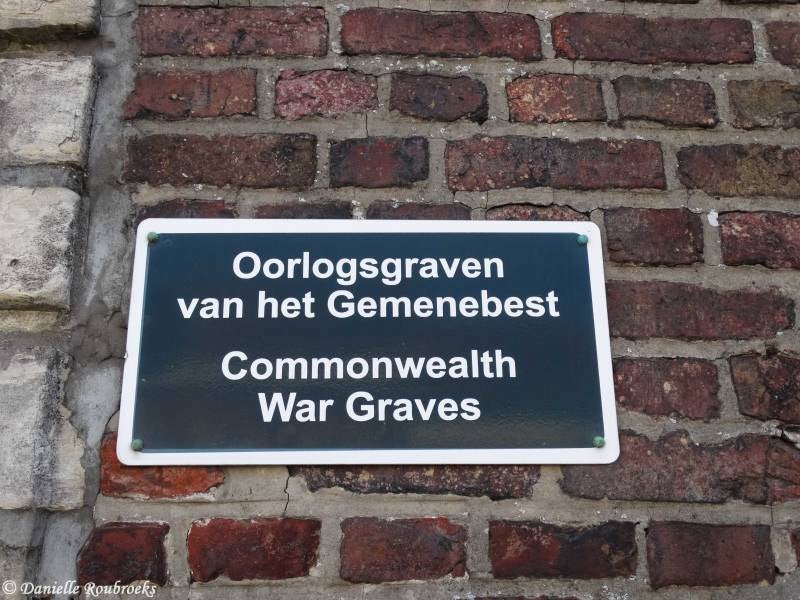 Oorlogsgraven
van het Gemenebest
Commonwealth
War Graves
© Danielle Roubroeks